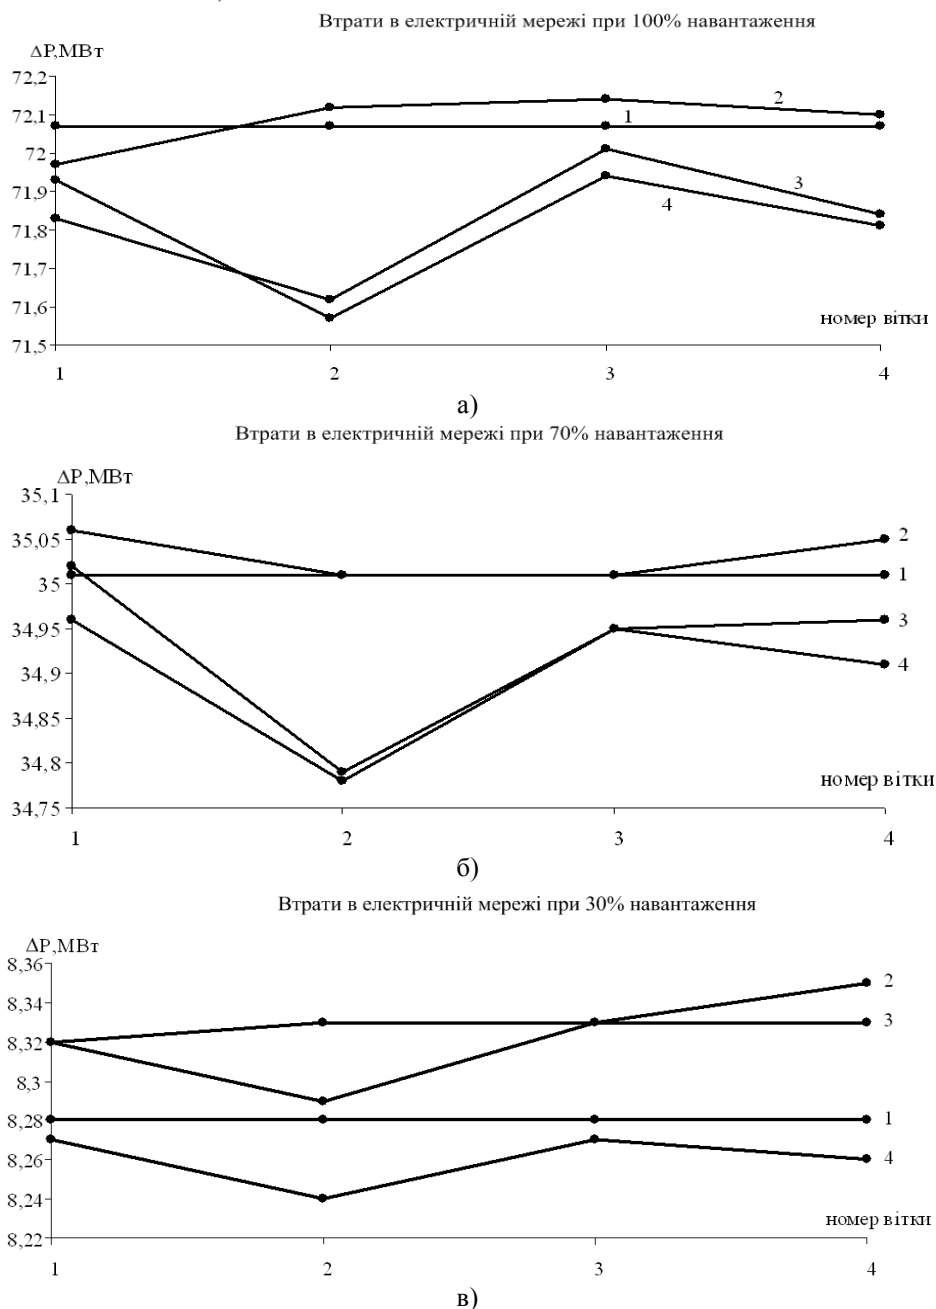 Втрати в електричній мережі при 100% навантаження
ΔP,МВт
72,2
72,1
72
71,9
71,8
71,7
71,6
71,5
2
1
3
4
номер вітки
1 2 3 4
а)
Втрати в електричній мережі при 70% навантаження
ΔP,МВт
35,1
35,05
35
34,95
34,9
34,85
34,8
34,75
2
1
3
4
номер вітки
1 2 3 4
б)
Втрати в електричній мережі при 30% навантаження
ΔP,МВт
8,36
8,34
8,32
8,3
8,28
8,26
8,24
8,22
2
3
1
4
номер вітки
1 2 3 4
в)